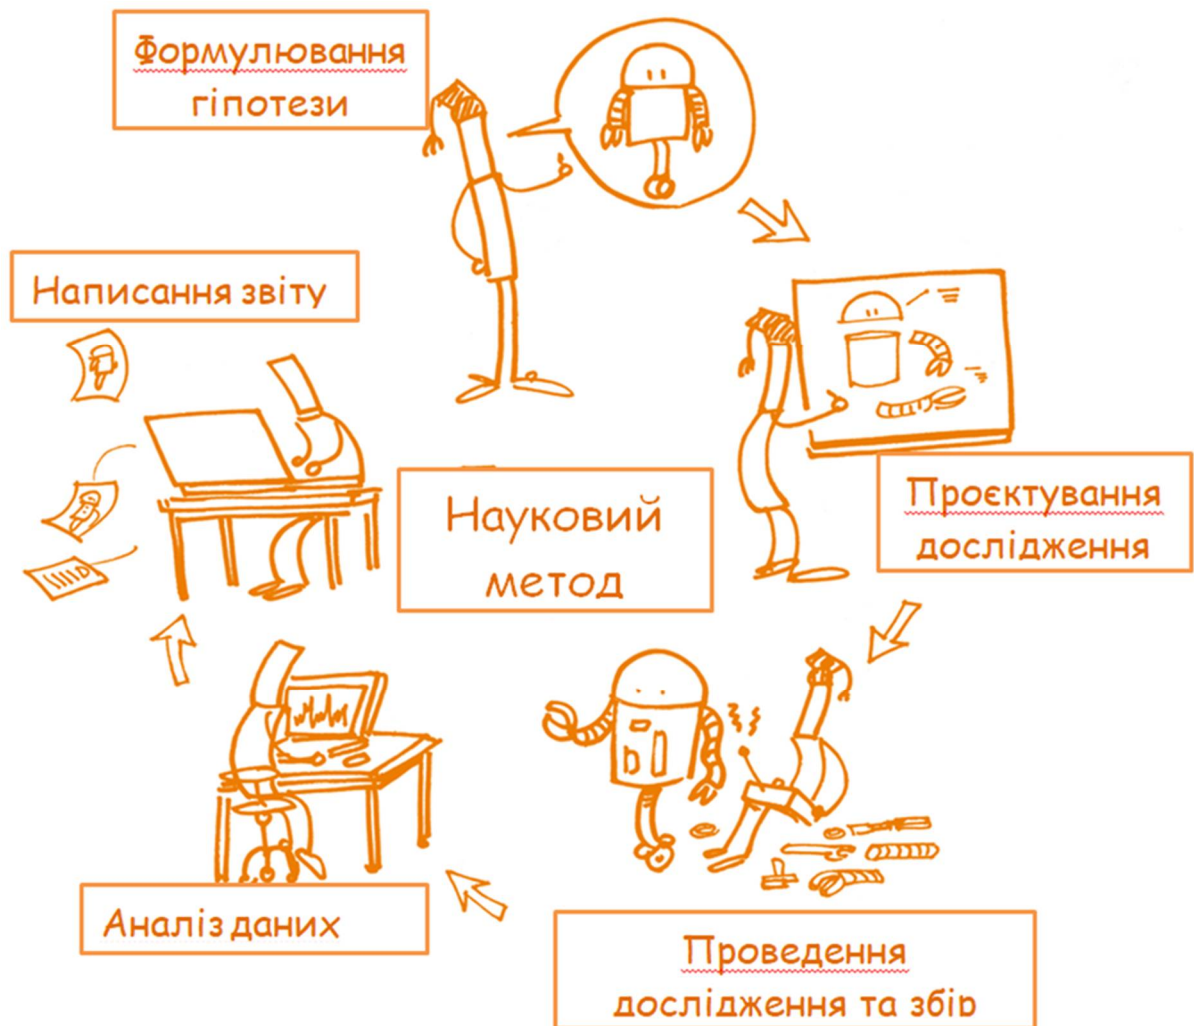 Формулювання
гіпотези
Написання звіту
Науковий
метод
Проєктування
дослідження
Аналіз даних
Проведення
дослідження та збір